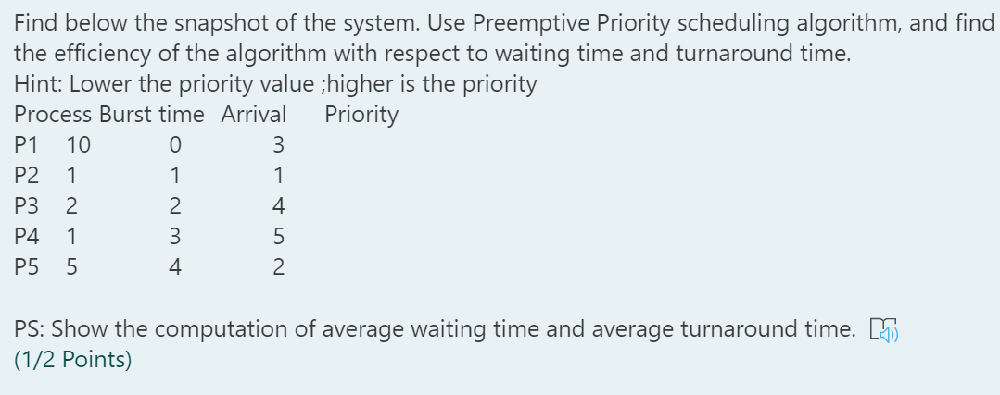 Find below the snapshot of the system. Use Preemptive Priority scheduling algorithm, and find
the efficiency of the algorithm with respect to waiting time and turnaround time.
Hint: Lower the priority value ;higher is the priority
Process Burst time Arrival Priority
P1 10 0 3
P2 1 1 1
P3 2 2 4
P4 1 3 5
P5 5 4 2
PS: Show the computation of average waiting time and average turnaround time.
(1/2 Points)